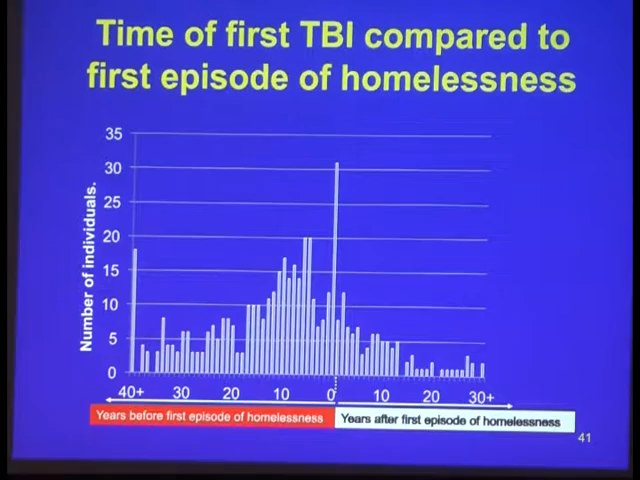 Time of first TBI compared to
first episode of homelessness
Number of individuals.
35
30
25
20
15
10
5
0
40+ 30 20 10 0 10 20 30+
Years before first episode of homelessness
Years after first episode of homelessness
41